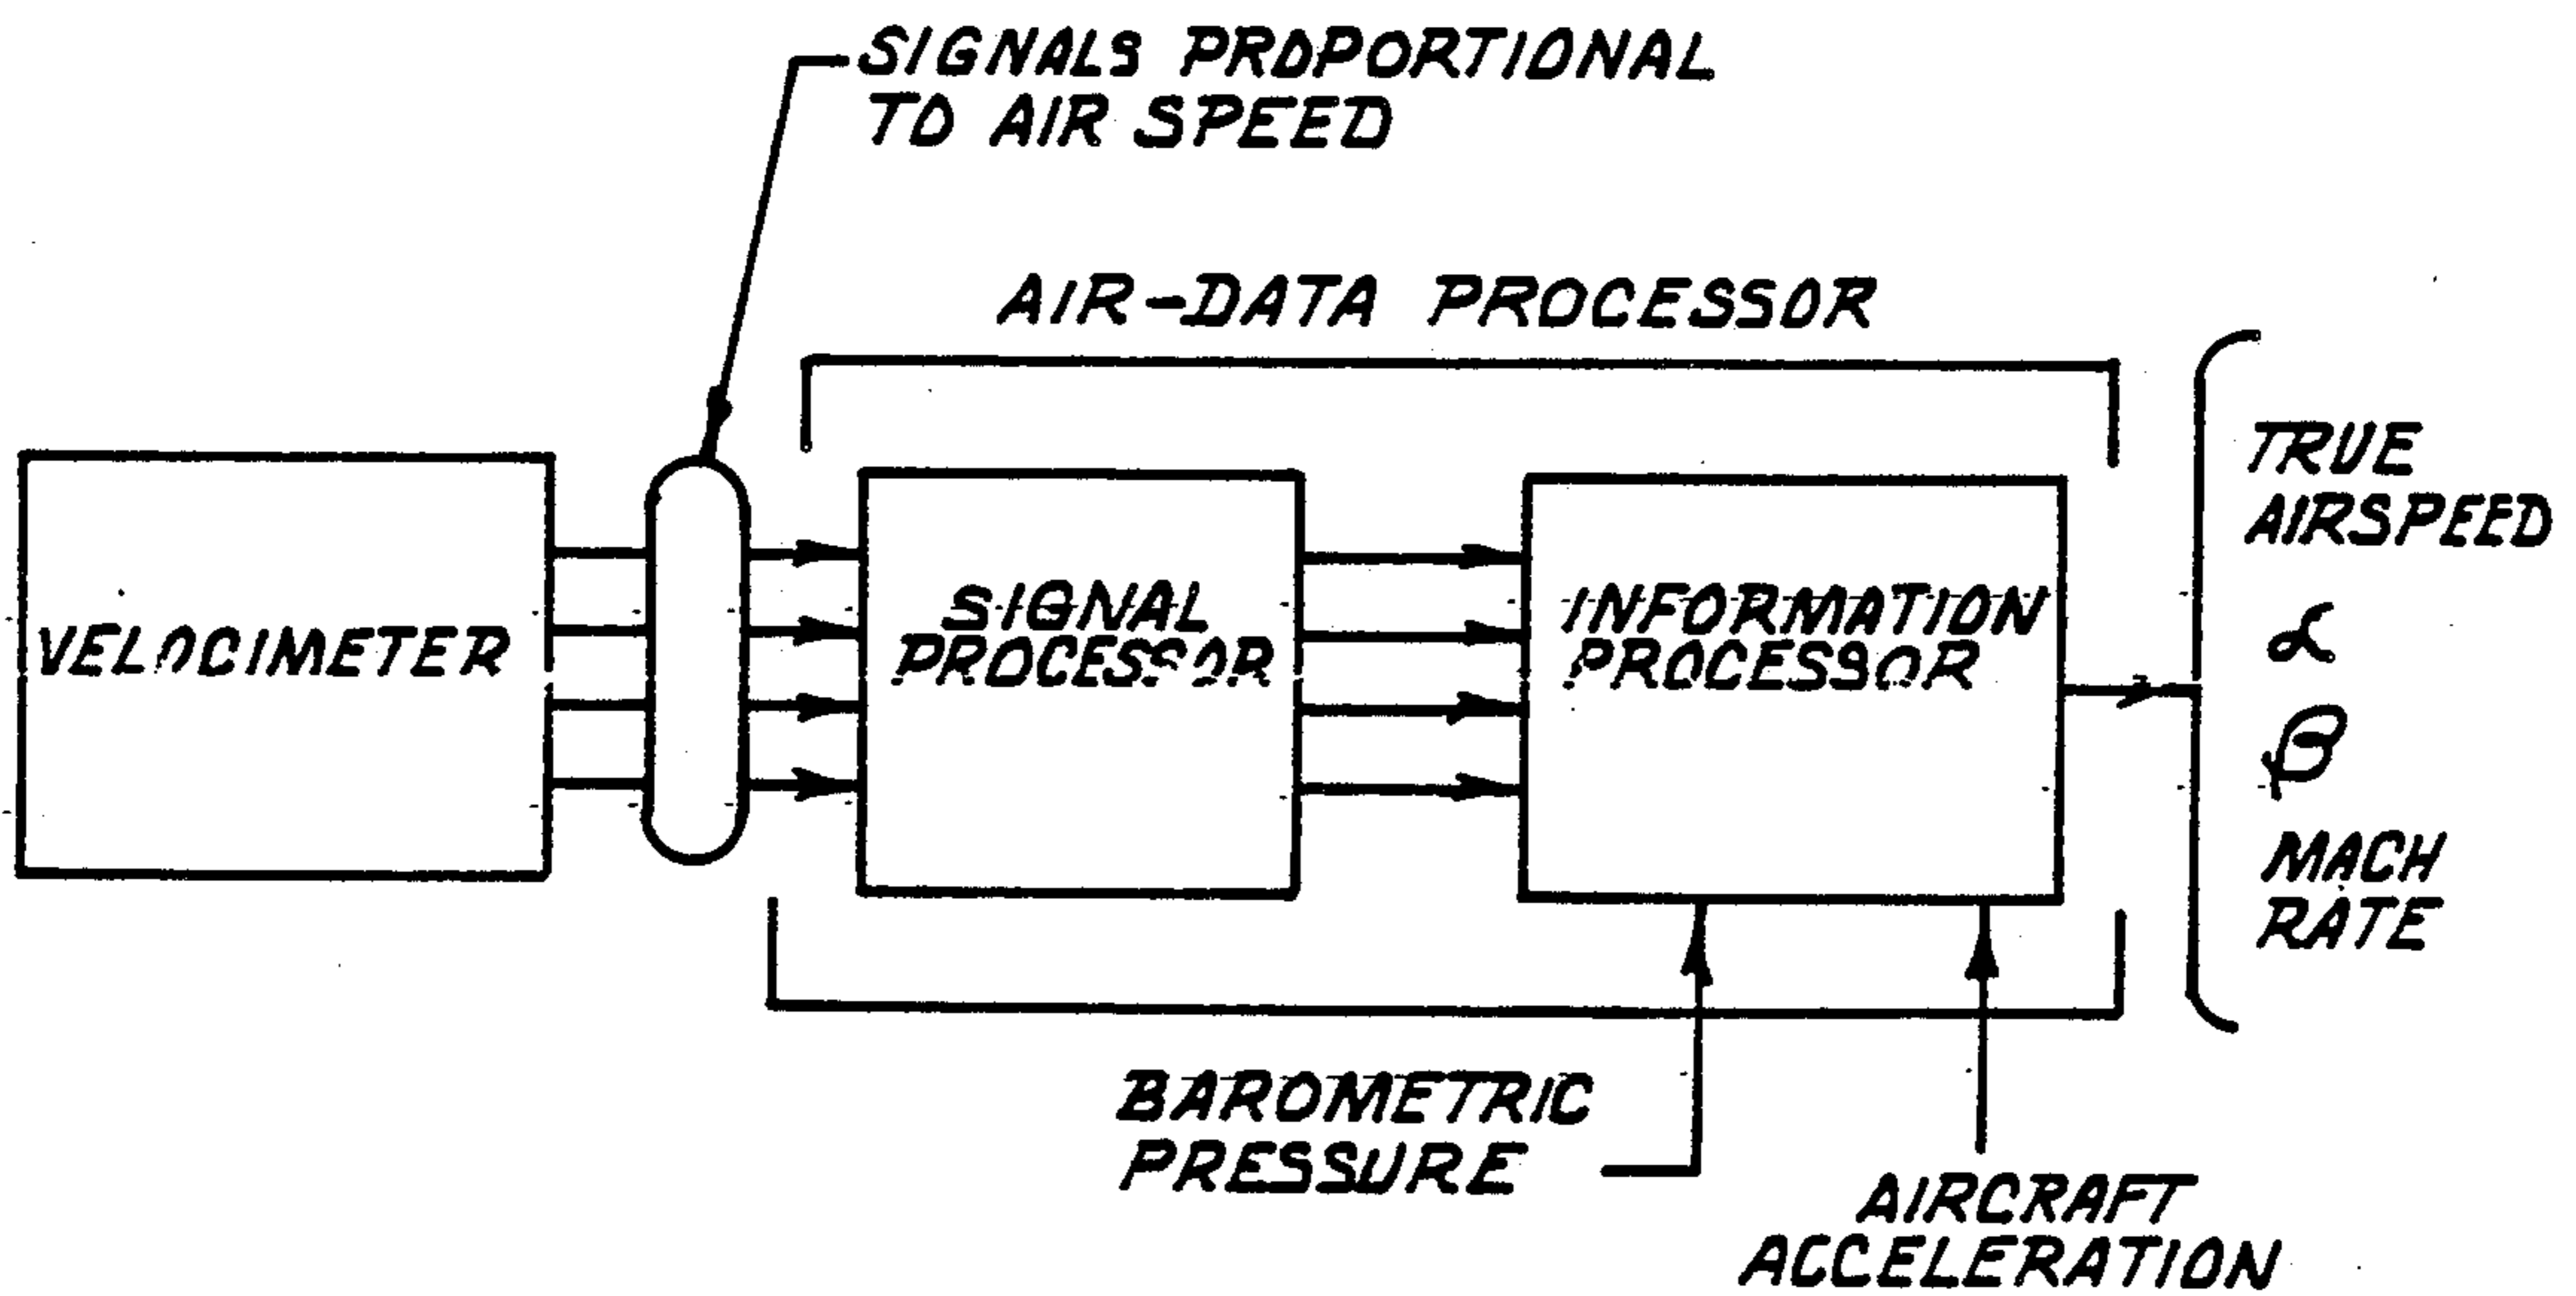 SIGNALS PROPORTIONAL
TO AIR SPEED
AIR-DATA PROCESSOR
VELOCIMETER
SIGNAL
PROCESSOR
INFORMATION
PROCESSOR
TRUE
AIRSPEED
α
β
MACH
RATE
BAROMETRIC
PRESSURE
AIRCRAFT
ACCELERATION